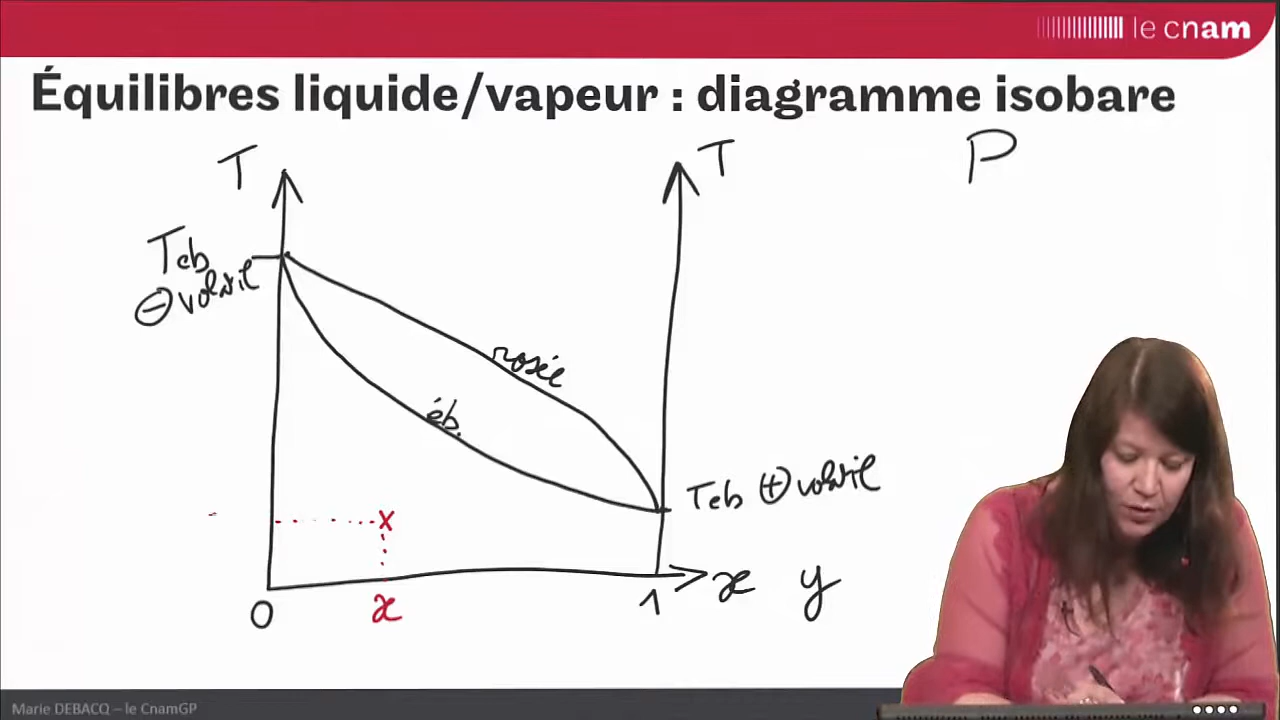 le cnam
Équilibres liquide/vapeur : diagramme isobare
T
T
P
Teb
⊖ volatil
rosée
éb.
Teb ⊕ volatil
x
0
1
x y
Marie DEBACQ – le CnamGP